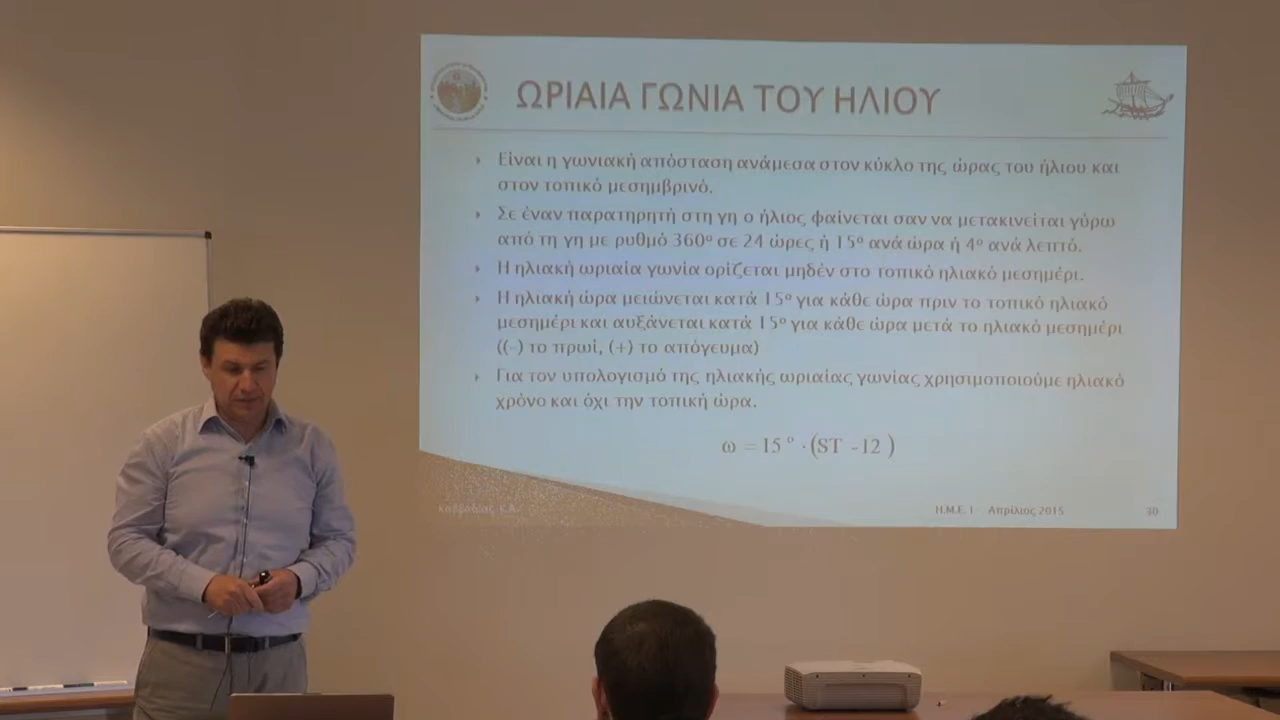 ΩΡΙΑΙΑ ΓΩΝΙΑ ΤΟΥ ΗΛΙΟΥ
Είναι η γωνιακή απόσταση ανάμεσα στον κύκλο της ώρας του ήλιου και
στον τοπικό μεσημβρινό.
Σε έναν παρατηρητή στη γη ο ήλιος φαίνεται σαν να μετακινείται γύρω
από τη γη με ρυθμό 360º σε 24 ώρες ή 15º ανά ώρα ή 4º ανά λεπτό.
Η ηλιακή ωριαία γωνία ορίζεται μηδέν στο τοπικό ηλιακό μεσημέρι.
Η ηλιακή ώρα μειώνεται κατά 15º για κάθε ώρα πριν το τοπικό ηλιακό
μεσημέρι και αυξάνεται κατά 15º για κάθε ώρα μετά το ηλιακό μεσημέρι
((-) το πρωί, (+) το απόγευμα)
Για τον υπολογισμό της ηλιακής ωριαίας γωνίας χρησιμοποιούμε ηλιακό
χρόνο και όχι την τοπική ώρα.
ω = 15 º · (ST - 12 )
Κ.Α. Η.Μ.Ε. Ι Απρίλιος 2015 30